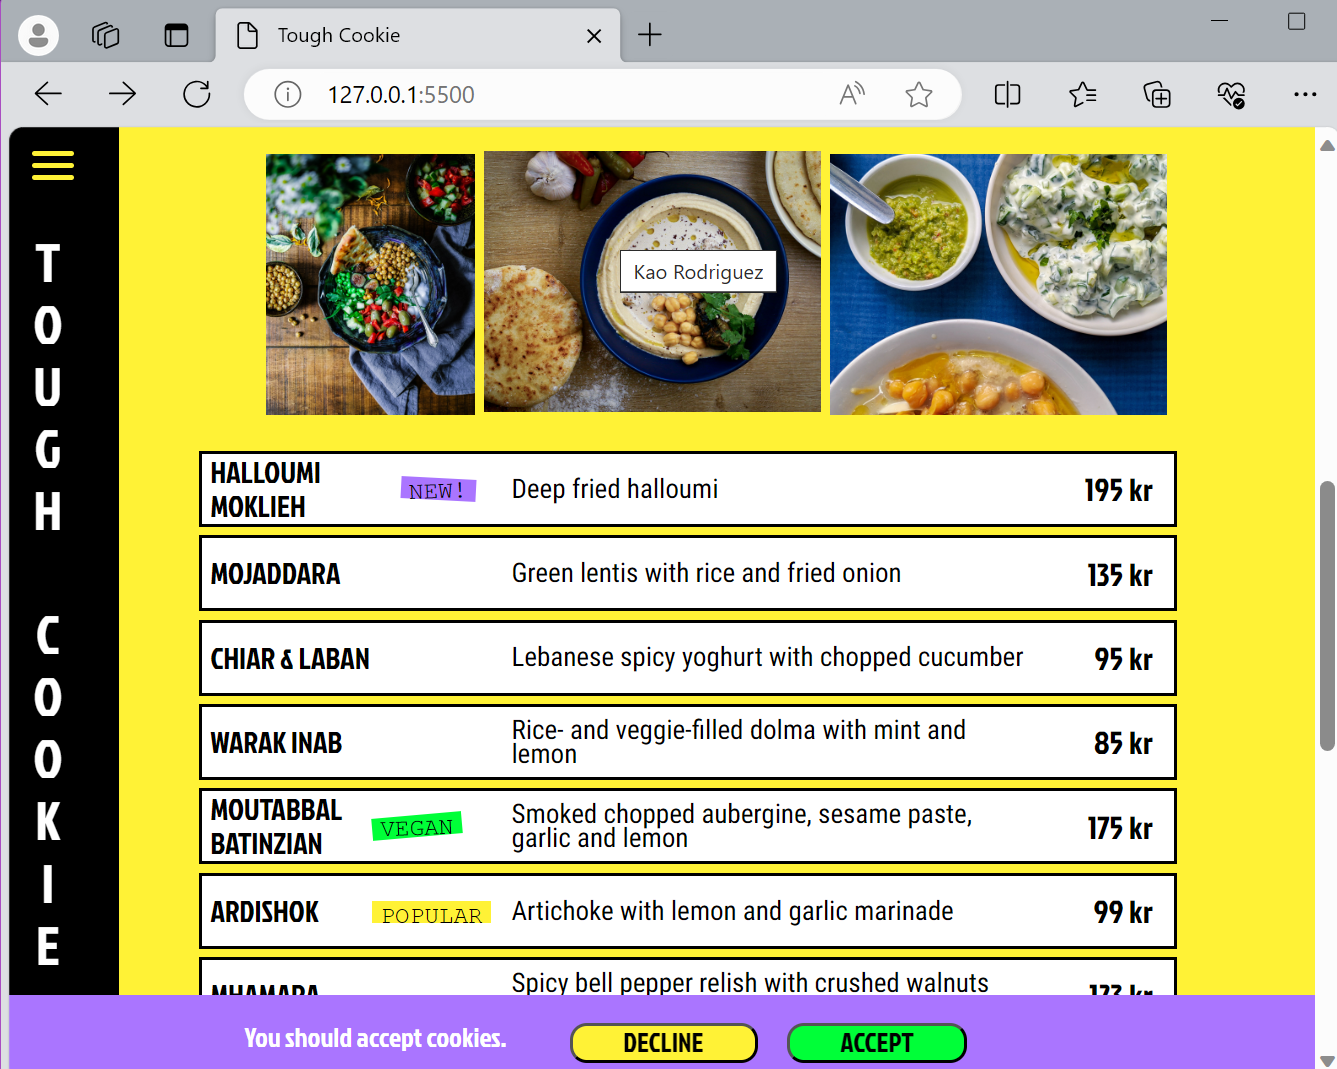 Tough Cookie
127.0.0.1:5500
TOUGH COOKIE
Kao Rodriguez
HALLOUMI
MOKLIEH
NEW!
Deep fried halloumi
195 kr
MOJADDARA
Green lentis with rice and fried onion
135 kr
CHIAR & LABAN
Lebanese spicy yoghurt with chopped cucumber
95 kr
WARAK INAB
Rice- and veggie-filled dolma with mint and
lemon
85 kr
MOUTABBAL
BATINZIAN
VEGAN
Smoked chopped aubergine, sesame paste,
garlic and lemon
175 kr
ARDISHOK
POPULAR
Artichoke with lemon and garlic marinade
99 kr
MHAMARA
Spicy bell pepper relish with crushed walnuts
You should accept cookies.
DECLINE
ACCEPT